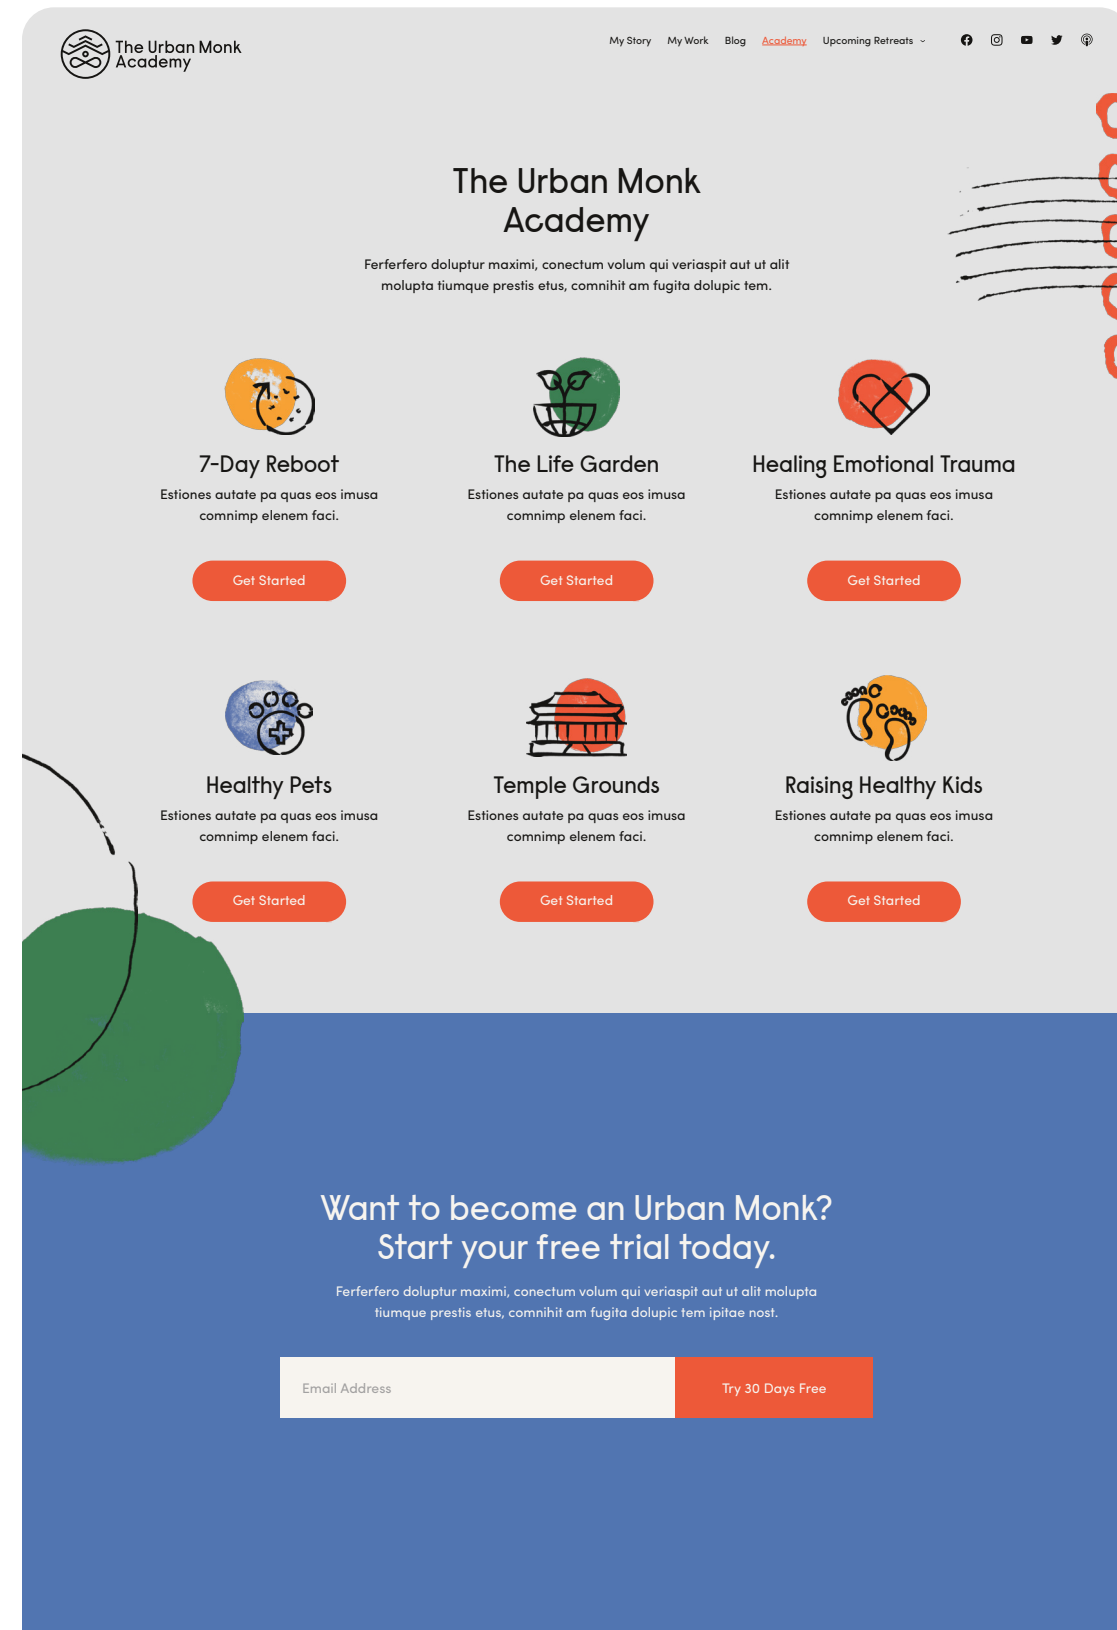 The Urban Monk
Academy
My Story My Work Blog Academy Upcoming Retreats
The Urban Monk
Academy
Ferferfero doluptur maximi, conectum volum qui veriaspit aut ut alit
molupta tiumque prestis etus, comnihit am fugita dolupic tem.
7-Day Reboot
Estiones autate pa quas eos imusa
comnimp elenem faci.
Get Started
The Life Garden
Estiones autate pa quas eos imusa
comnimp elenem faci.
Get Started
Healing Emotional Trauma
Estiones autate pa quas eos imusa
comnimp elenem faci.
Get Started
Healthy Pets
Estiones autate pa quas eos imusa
comnimp elenem faci.
Get Started
Temple Grounds
Estiones autate pa quas eos imusa
comnimp elenem faci.
Get Started
Raising Healthy Kids
Estiones autate pa quas eos imusa
comnimp elenem faci.
Get Started
Want to become an Urban Monk?
Start your free trial today.
Ferferfero doluptur maximi, conectum volum qui veriaspit aut ut alit molupta
tiumque prestis etus, comnihit am fugita dolupic tem ipitae nost.
Email Address
Try 30 Days Free